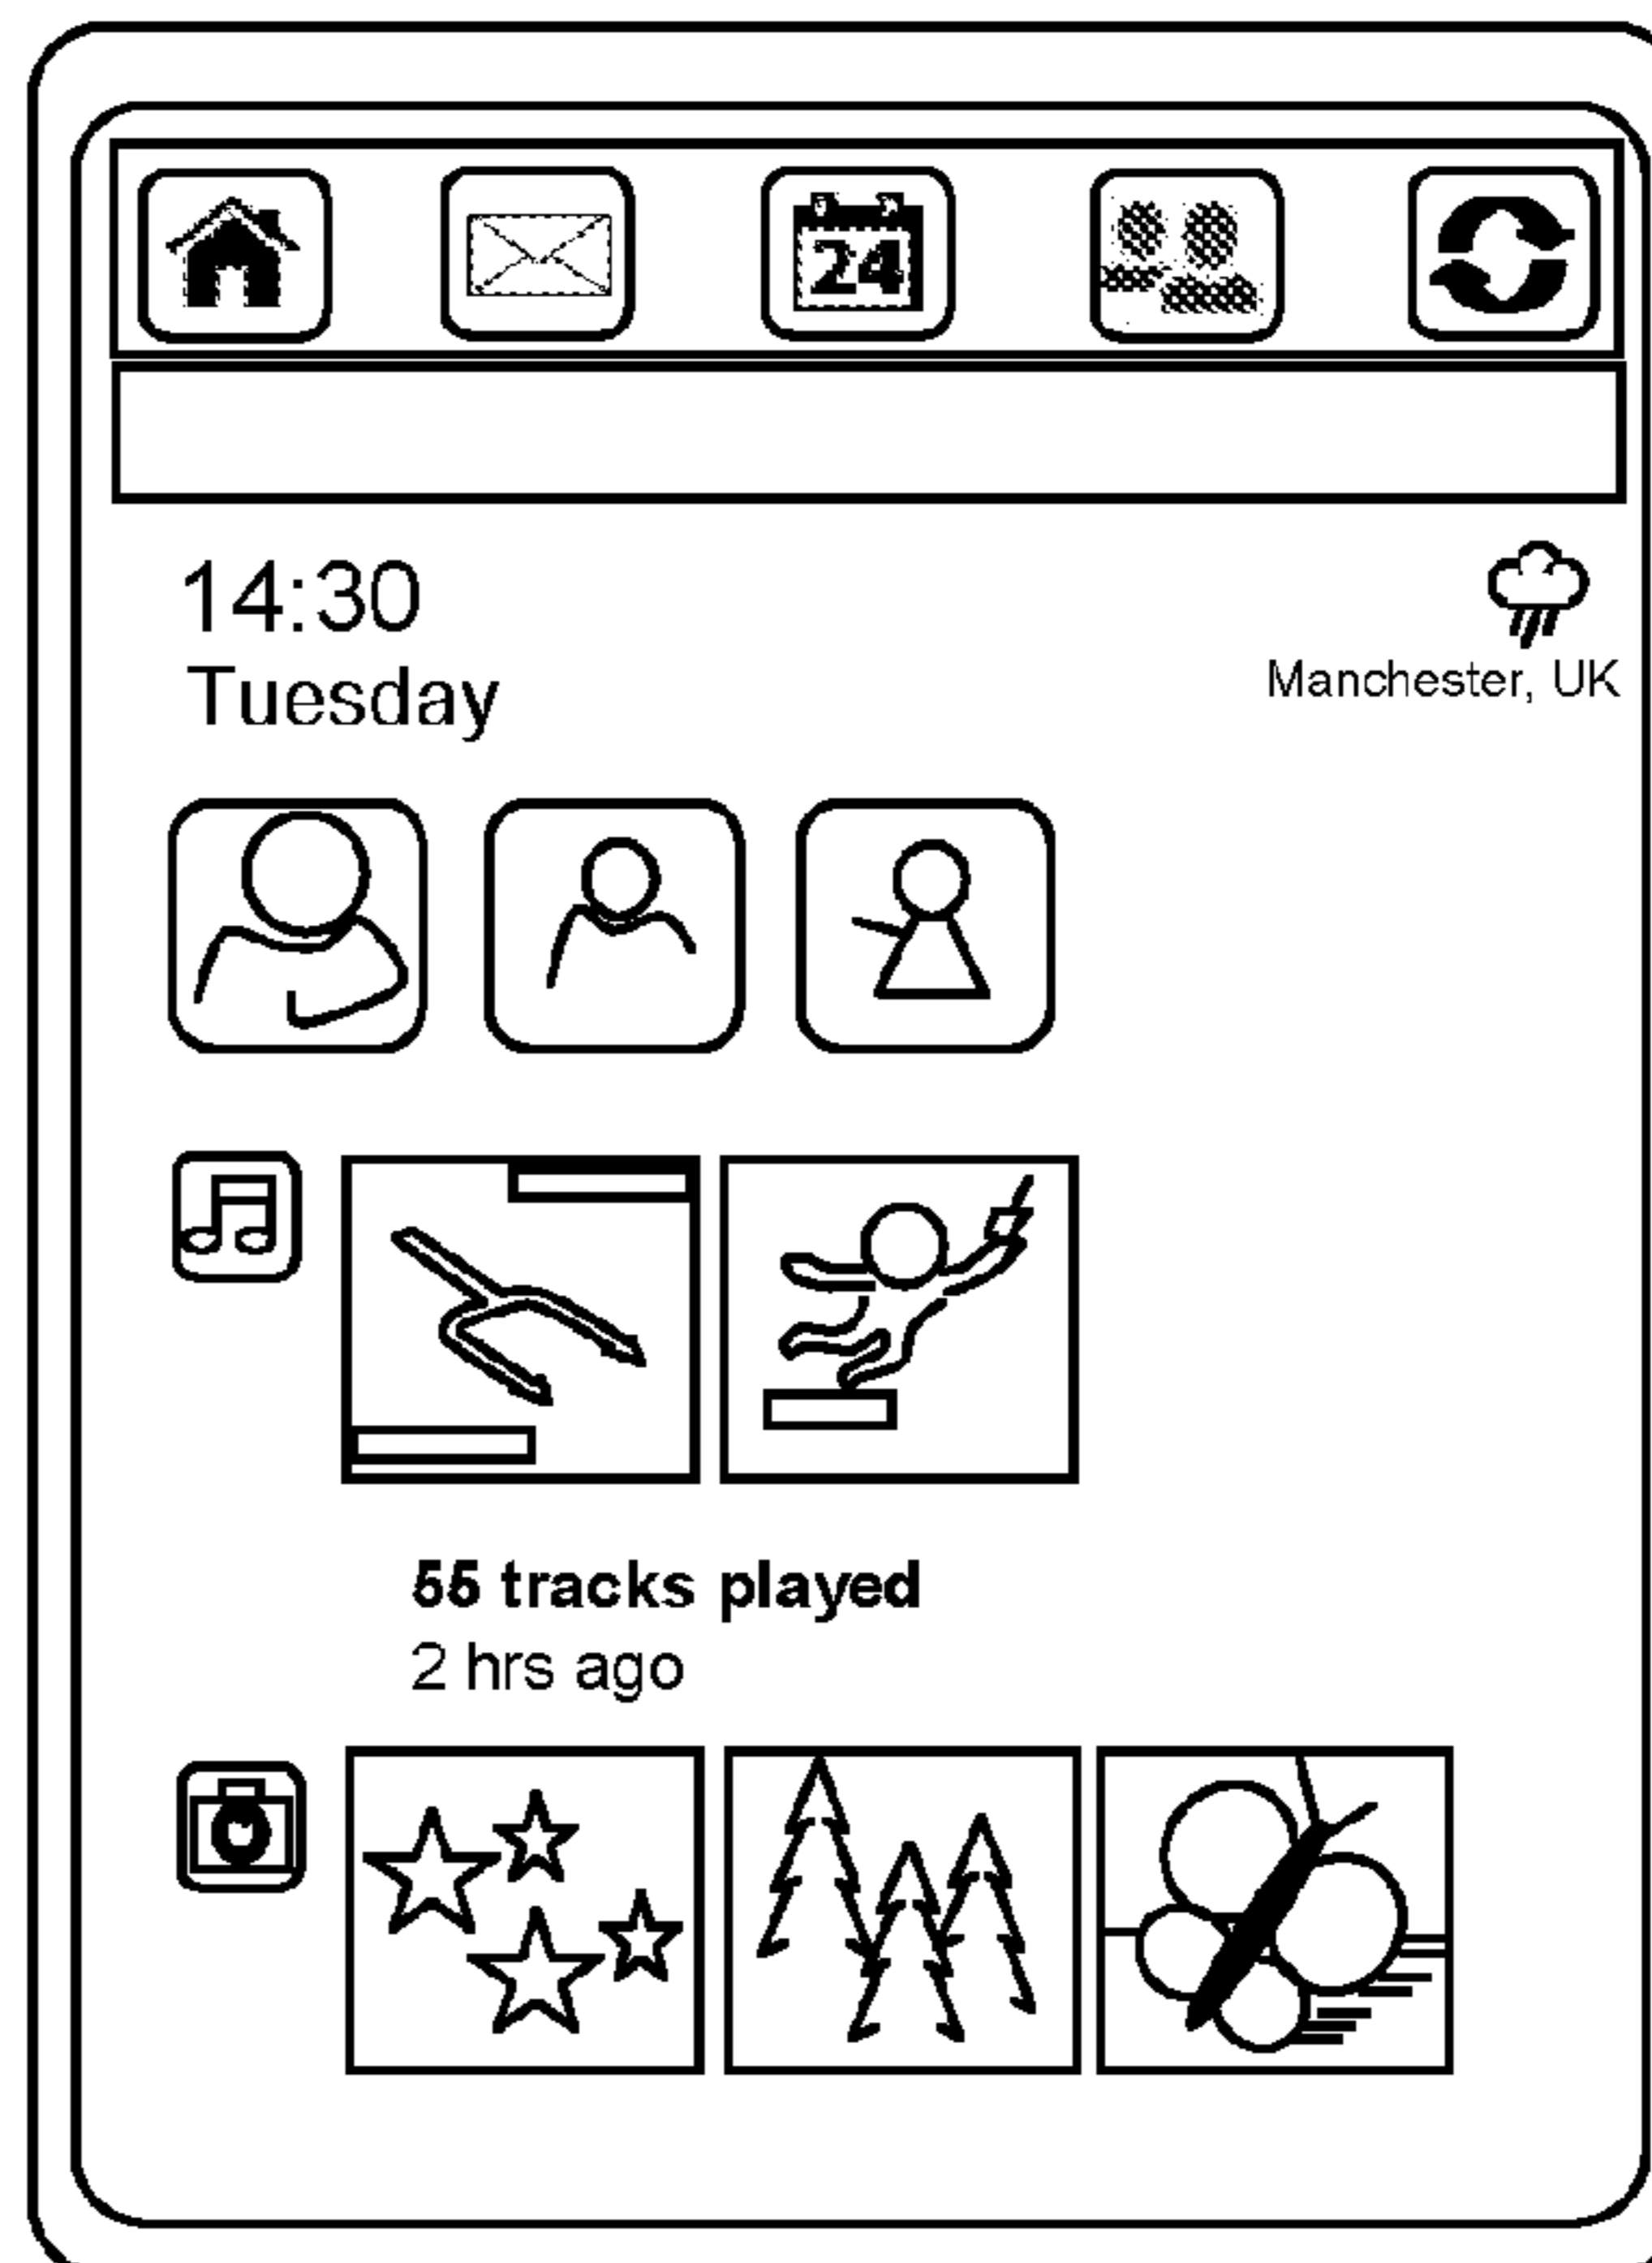 24
14:30
Tuesday
Manchester, UK
55 tracks played
2 hrs ago